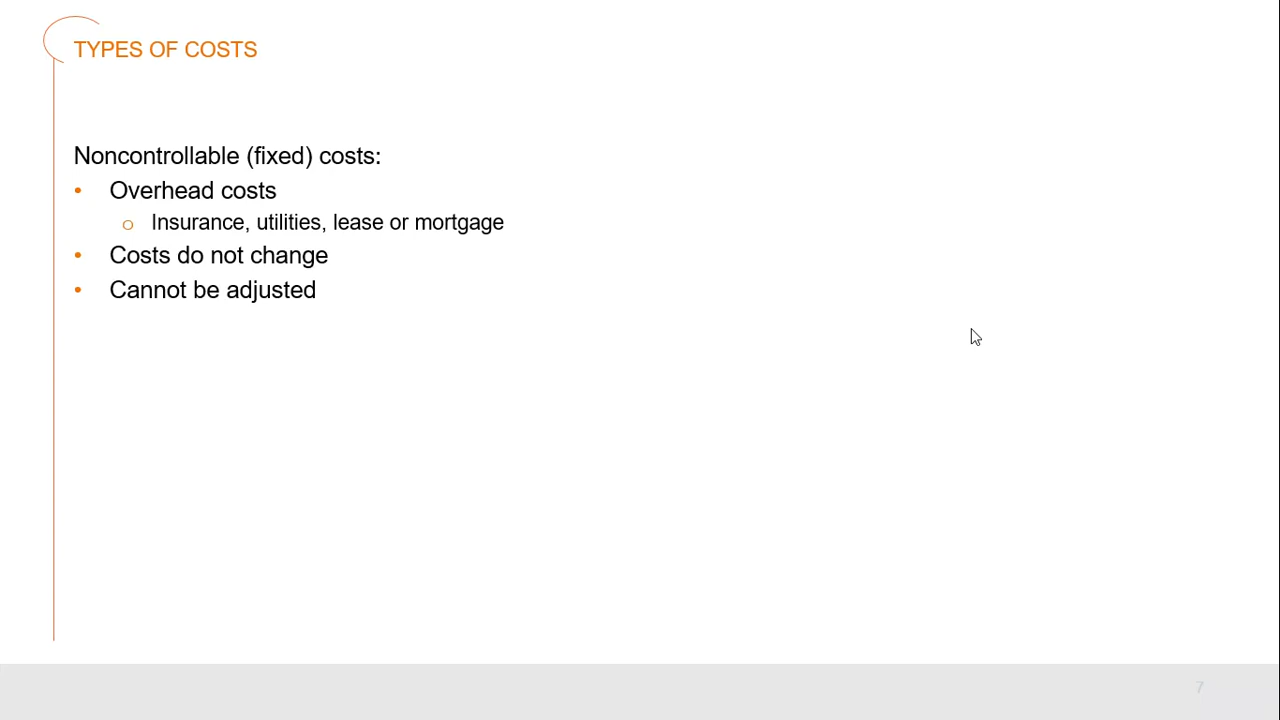 TYPES OF COSTS
Noncontrollable (fixed) costs:
• Overhead costs
o Insurance, utilities, lease or mortgage
• Costs do not change
• Cannot be adjusted
7